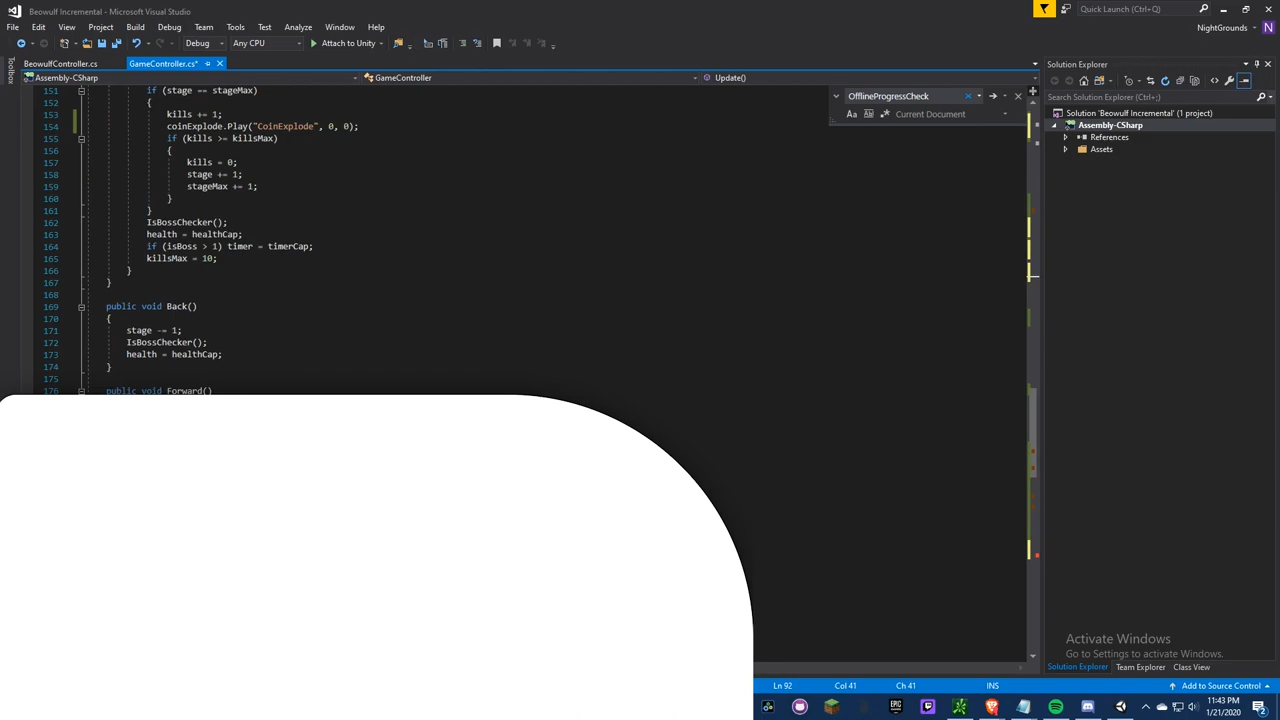 Beowulf Incremental - Microsoft Visual Studio
Quick Launch (Ctrl+Q)
File Edit View Project Build Debug Team Tools Test Analyze Window Help
NightGrounds N
Debug Any CPU Attach to Unity
Toolbox
BeowulfController.cs GameController.cs*
Assembly-CSharp GameController Update()
151 if (stage == stageMax)
152 {
153 kills += 1;
154 coinExplode.Play("CoinExplode", 0, 0);
155 if (kills >= killsMax)
156 {
157 kills = 0;
158 stage += 1;
159 stageMax += 1;
160 }
161 }
162 IsBossChecker();
163 health = healthCap;
164 if (isBoss > 1) timer = timerCap;
165 killsMax = 10;
166 }
167 }
168
169 public void Back()
170 {
171 stage -= 1;
172 IsBossChecker();
173 health = healthCap;
174 }
175
176 public void Forward()
OfflineProgressCheck
Aa Current Document
Solution Explorer
Search Solution Explorer (Ctrl+;)
Solution 'Beowulf Incremental' (1 project)
Assembly-CSharp
References
Assets
Activate Windows
Go to Settings to activate Windows.
Solution Explorer Team Explorer Class View
Ln 92 Col 41 Ch 41 INS Add to Source Control
EPIC GAMES
11:43 PM
1/21/2020
2